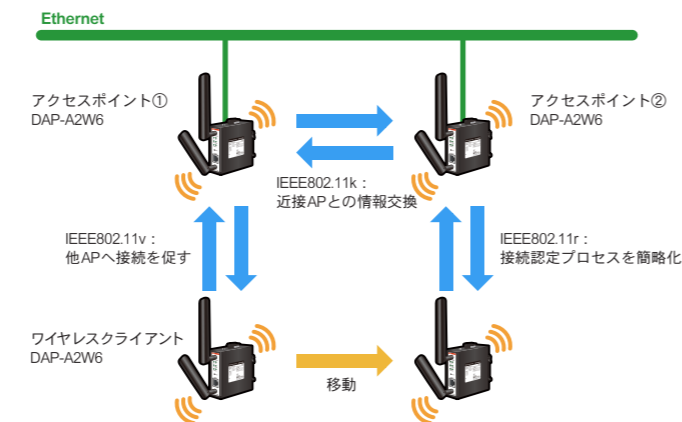 Ethernet
アクセスポイント①
DAP-A2W6
アクセスポイント②
DAP-A2W6
IEEE802.11k：
近接APとの情報交換
IEEE802.11v：
他APへ接続を促す
IEEE802.11r：
接続認定プロセスを簡略化
ワイヤレスクライアント
DAP-A2W6
移動